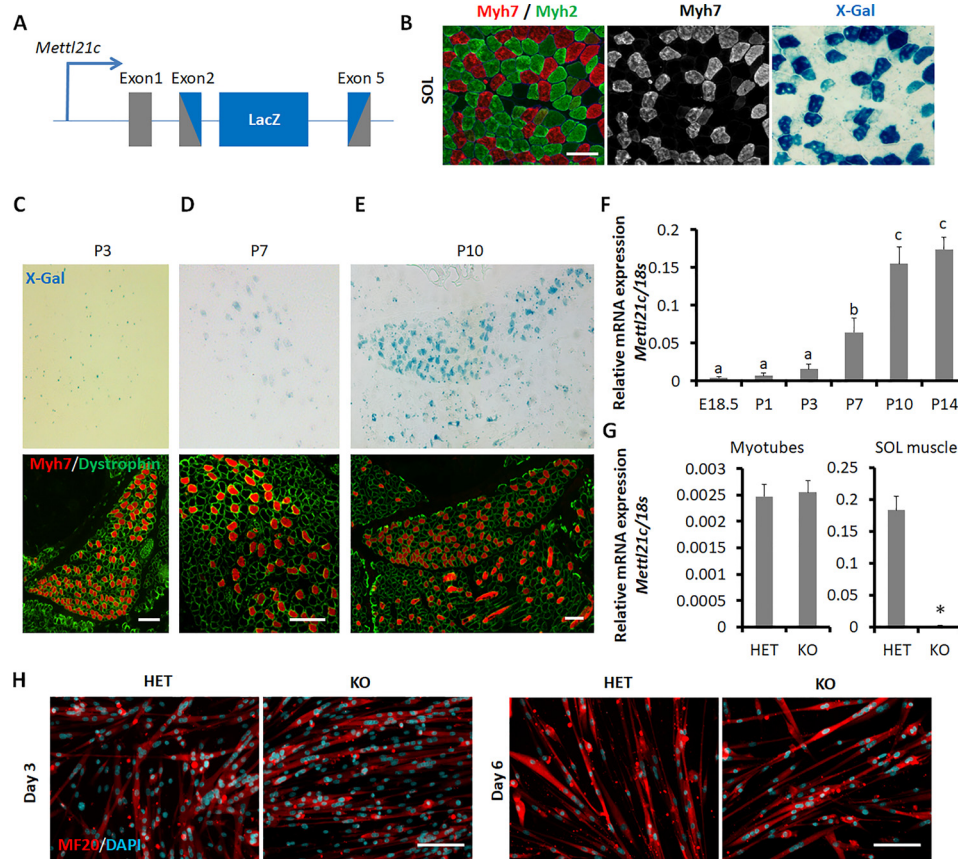 A
Mettl21c
Exon1 Exon2 Exon 5
LacZ
B
Myh7 / Myh2 Myh7 X-Gal
SOL
C D E
P3 P7 P10
X-Gal
Myh7/Dystrophin
F
Relative mRNA expression
Mettl21c/18s
0.2
0.15
0.1
0.05
0
a a a b c c
E18.5 P1 P3 P7 P10 P14
G
Myotubes SOL muscle
Relative mRNA expression
Mettl21c/18s
0.003
0.0025
0.002
0.0015
0.001
0.0005
0
HET KO
0.25
0.2
0.15
0.1
0.05
0
*
HET KO
H
HET KO HET KO
Day 3
Day 6
MF20/DAPI